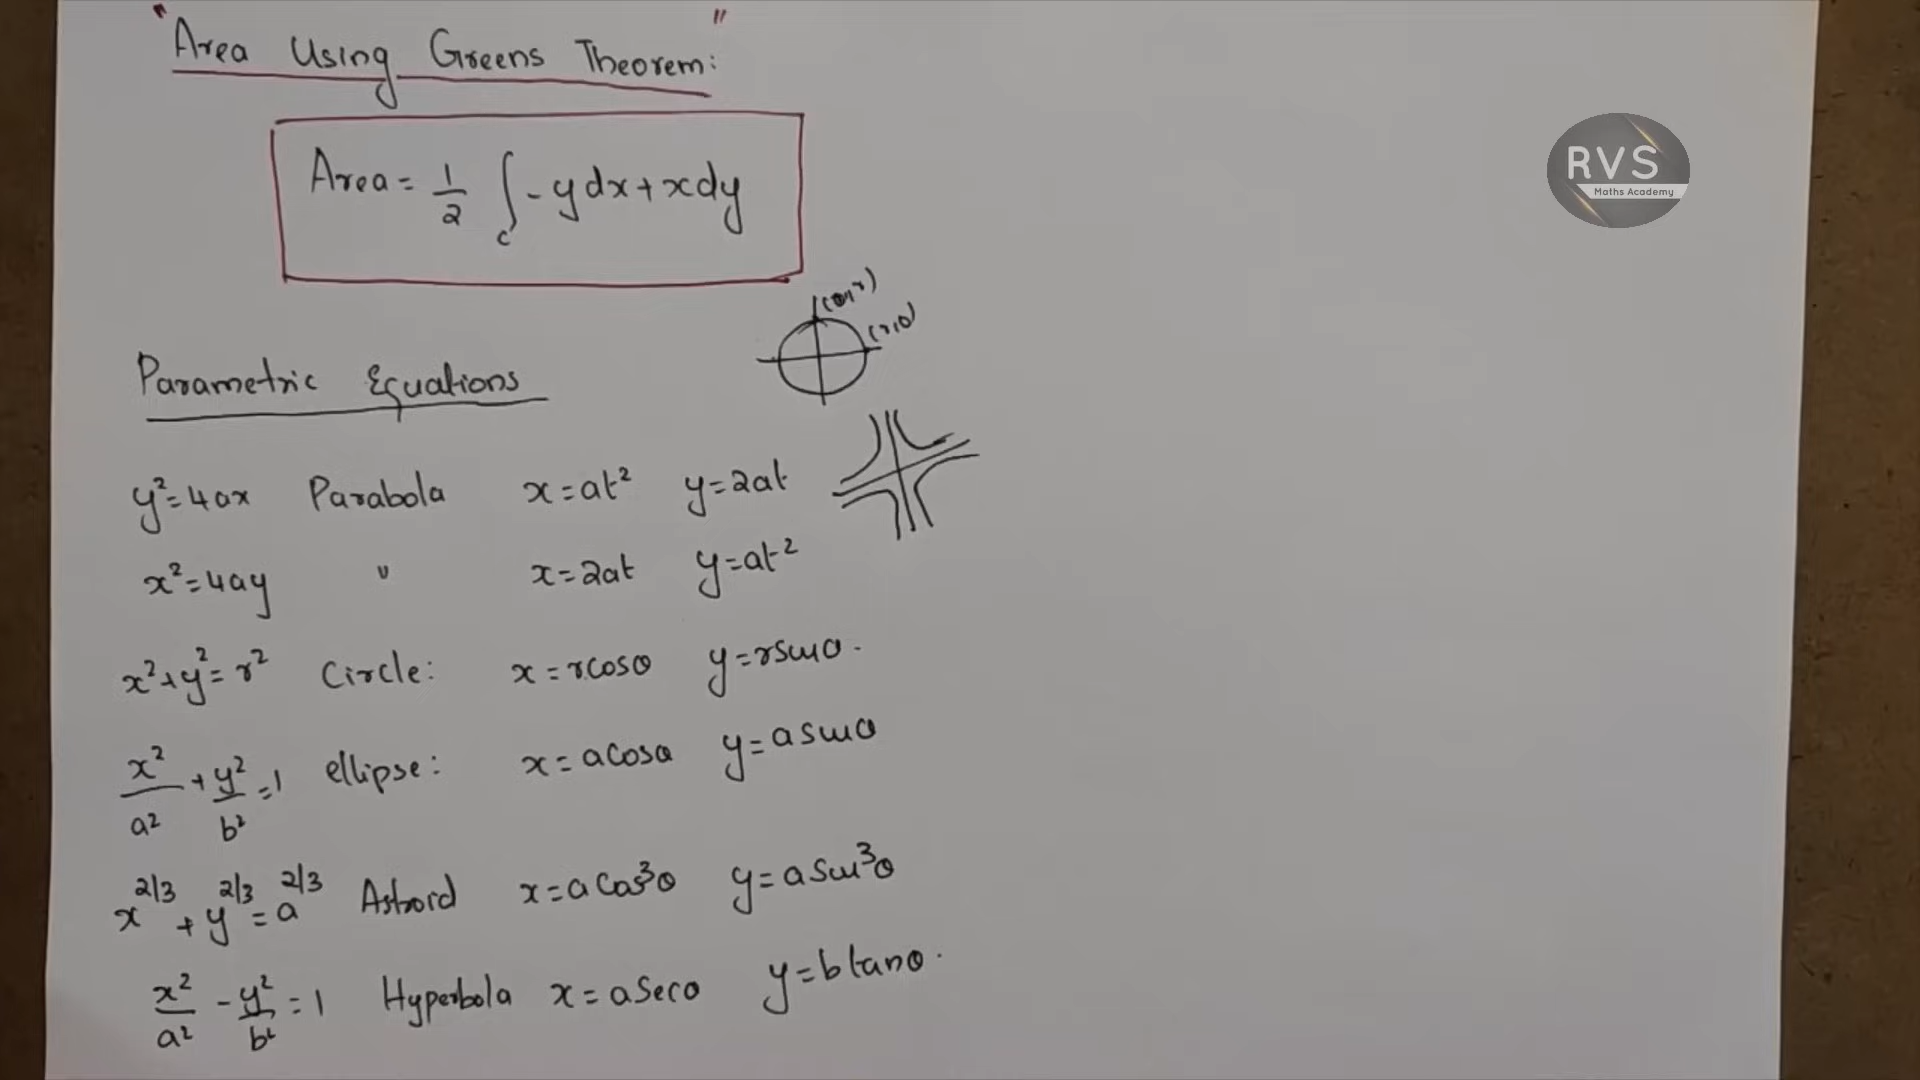 "Area Using Greens Theorem:"
RVS
Maths Academy
Area = 1/2 ∫c -ydx+xdy
(0,r)
(r,0)
Parametric Equations
y²=4ax Parabola x=at² y=2at
x²=4ay " x=2at y=at²
x²+y²=r² Circle: x=rcosθ y=rsinθ.
x²/a² + y²/b² =1 ellipse: x=acosθ y=asinθ
x^2/3 + y^2/3 = a^2/3 Astroid x=acos³θ y=asin³θ
x²/a² - y²/b² =1 Hyperbola x=asecθ y=btanθ.